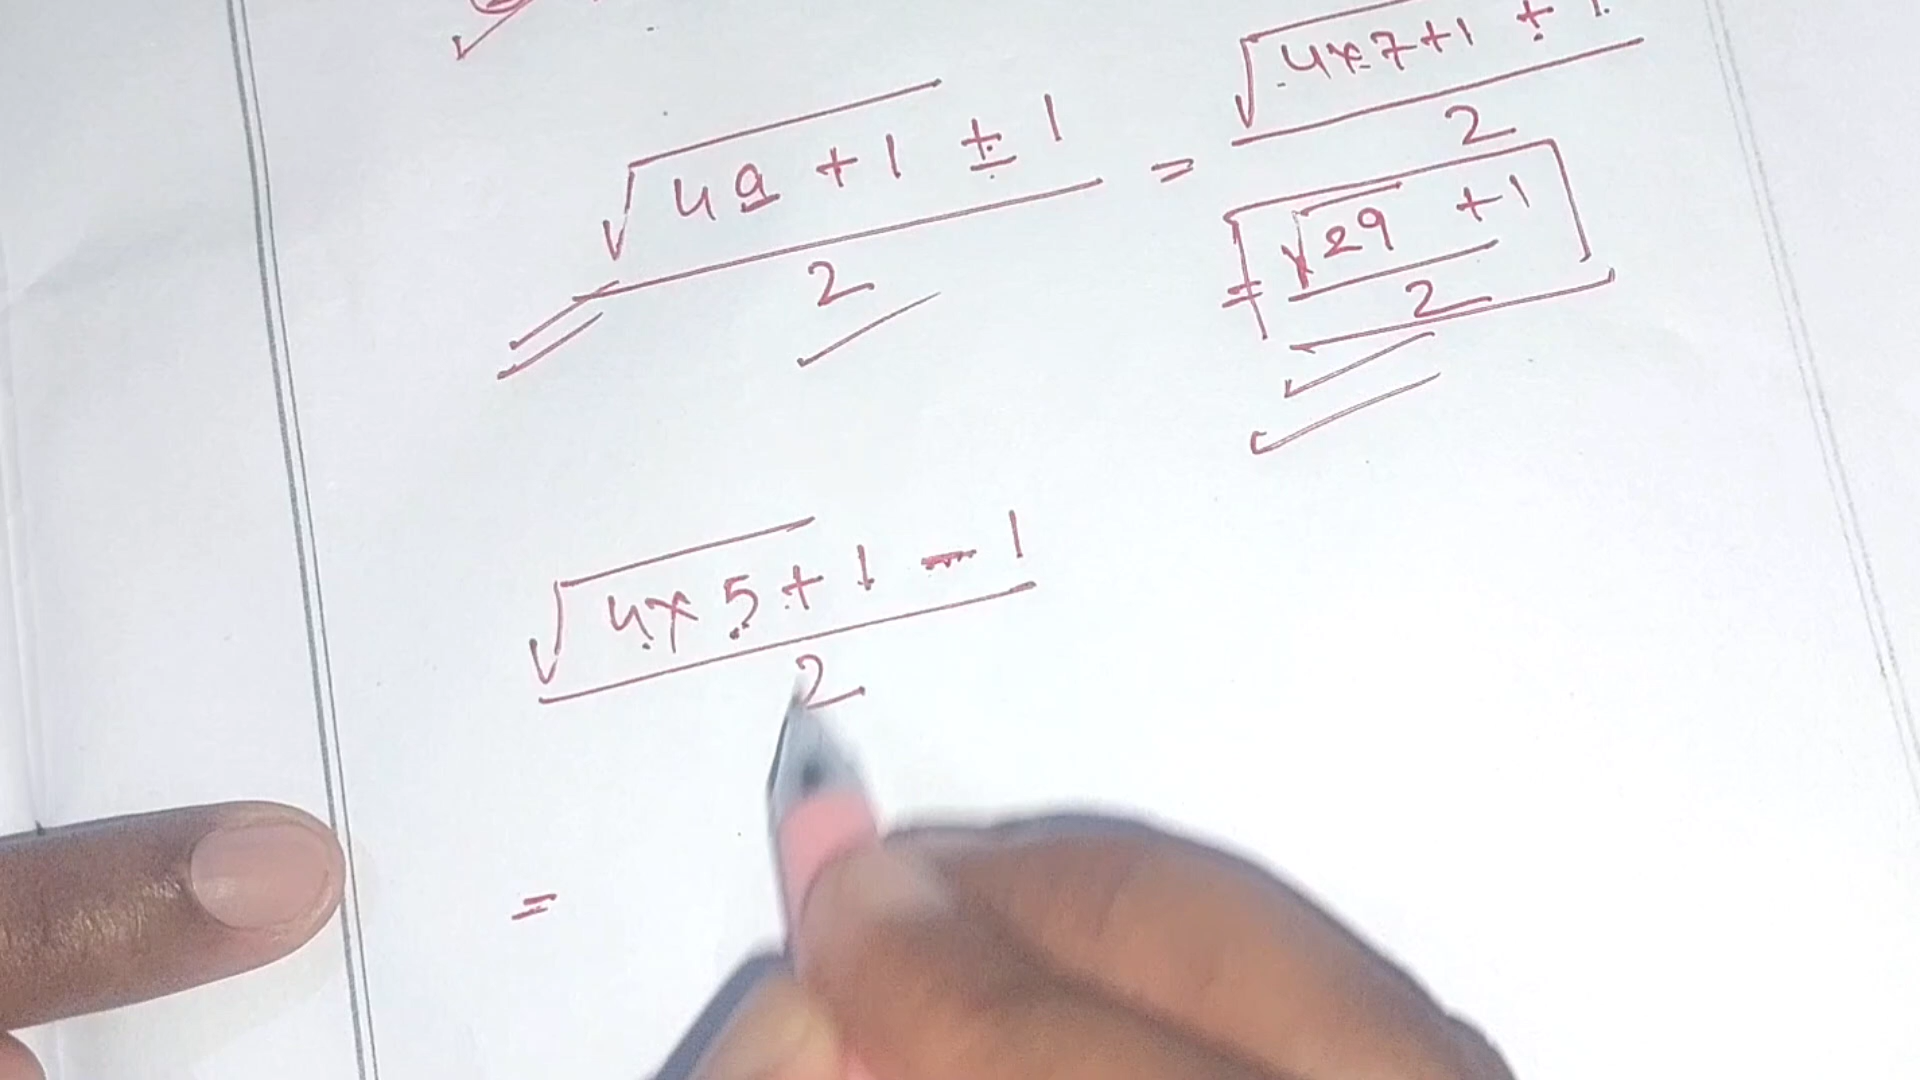 √4a + 1 ± 1 / 2 = √4×7+1 + 1 / 2
= √29 + 1 / 2
√4×5+1 - 1 / 2
=